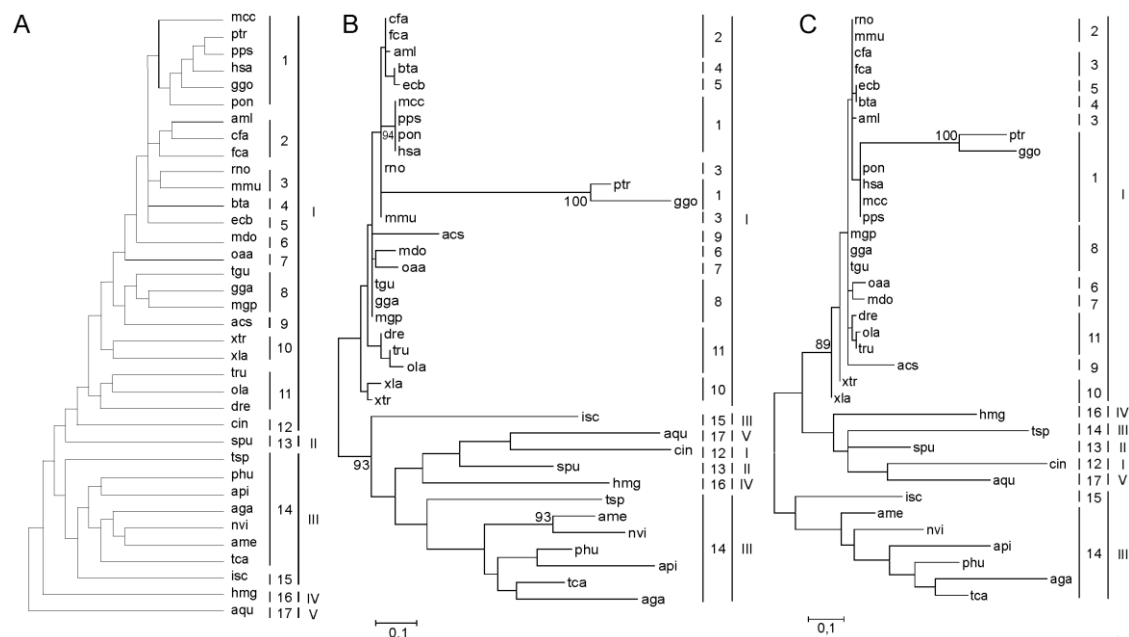 A
mcc
ptr
pps
hsa
ggo
pon
1
aml
cfa
fca
2
rno
mmu
3
bta
4
ecb
5
mdo
6
oaa
7
tgu
gga
mgp
8
acs
9
xtr
xla
10
tru
ola
dre
11
cin
12
I
spu
13
II
tsp
phu
api
aga
nvi
ame
tca
14
isc
15
III
hmg
16
IV
aqu
17
V
B
cfa
fca
aml
2
bta
4
ecb
5
mcc
pps
pon
hsa
94
1
rno
3
ptr
ggo
100
1
mmu
3
acs
9
mdo
6
oaa
7
tgu
gga
mgp
8
dre
tru
ola
11
xla
xtr
10
I
isc
15
III
aqu
17
V
cin
12
I
spu
13
II
hmg
16
IV
93
tsp
ame
nvi
93
phu
api
tca
aga
14
III
0,1
C
rno
mmu
2
cfa
fca
3
ecb
5
bta
4
aml
3
ptr
ggo
100
pon
hsa
mcc
pps
1
mgp
gga
tgu
8
oaa
6
mdo
7
dre
ola
tru
11
acs
9
xtr
xla
10
89
I
hmg
16
IV
tsp
14
III
spu
13
II
cin
12
I
aqu
17
V
isc
15
ame
nvi
api
phu
aga
tca
14
III
0,1